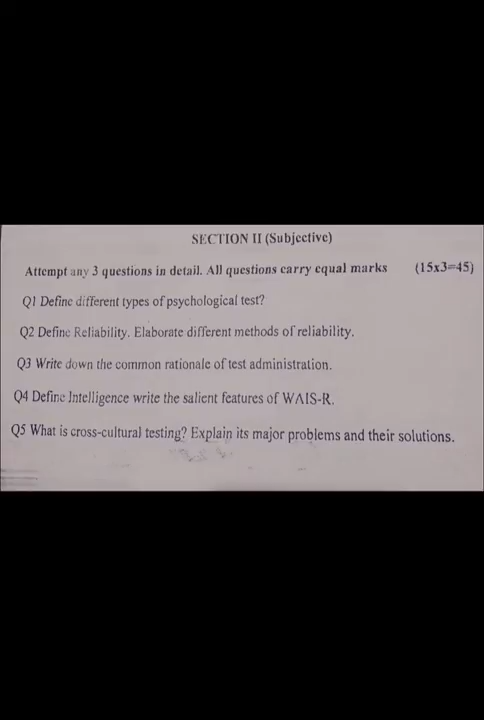 SECTION II (Subjective)
Attempt any 3 questions in detail. All questions carry equal marks (15x3=45)
Q1 Define different types of psychological test?
Q2 Define Reliability. Elaborate different methods of reliability.
Q3 Write down the common rationale of test administration.
Q4 Define Intelligence write the salient features of WAIS-R.
Q5 What is cross-cultural testing? Explain its major problems and their solutions.